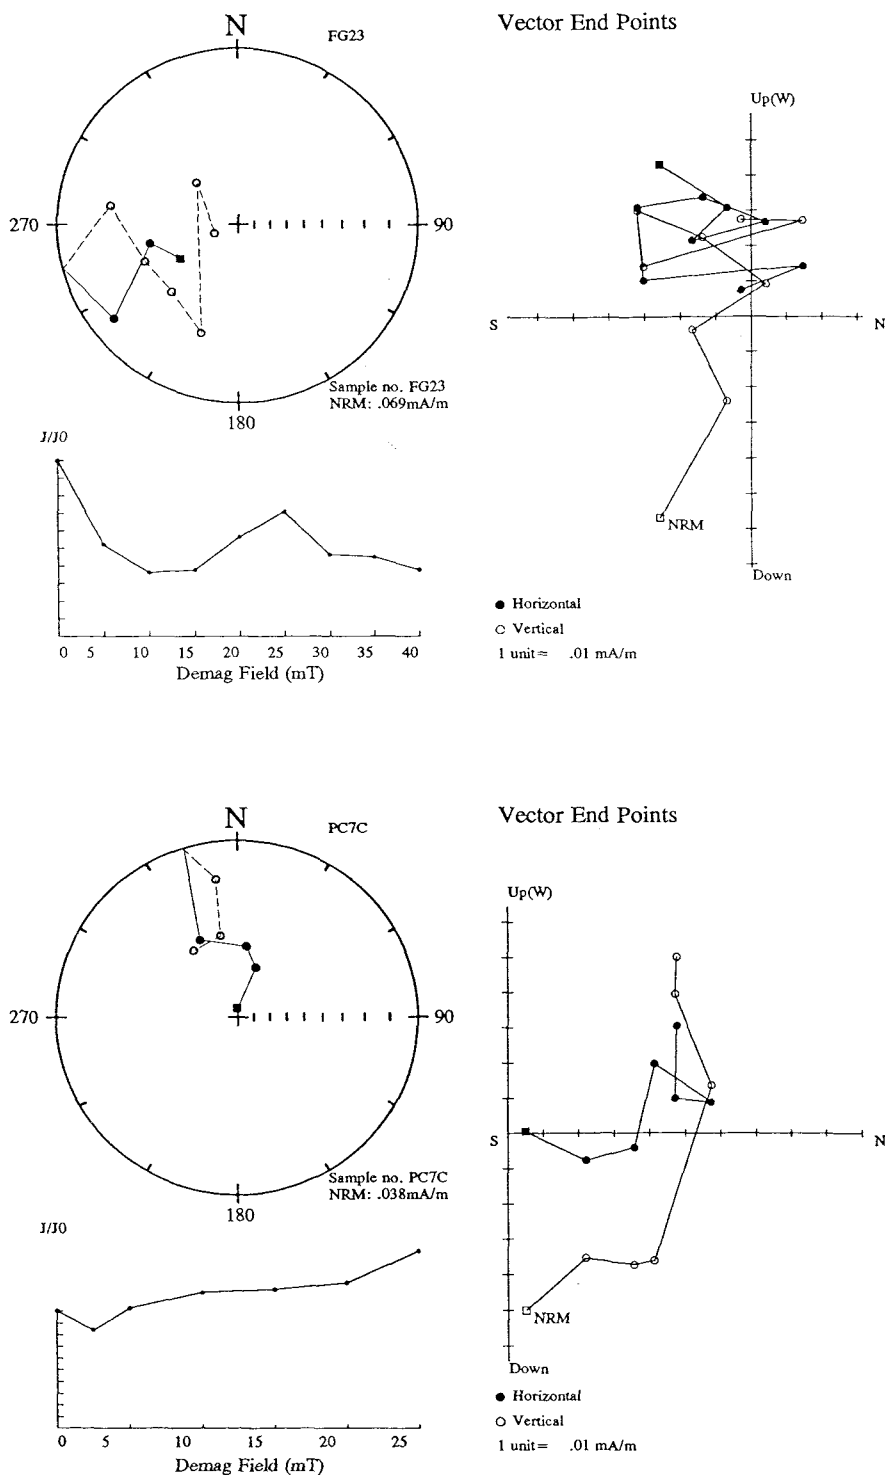 N
FG23
270
90
180
Sample no. FG23
NRM: .069mA/m
J/J0
0 5 10 15 20 25 30 35 40
Demag Field (mT)
Vector End Points
Up(W)
S
N
NRM
Down
● Horizontal
○ Vertical
1 unit= .01 mA/m
N
PC7C
270
90
180
Sample no. PC7C
NRM: .038mA/m
J/J0
0 5 10 15 20 25
Demag Field (mT)
Vector End Points
Up(W)
S
N
NRM
Down
● Horizontal
○ Vertical
1 unit= .01 mA/m